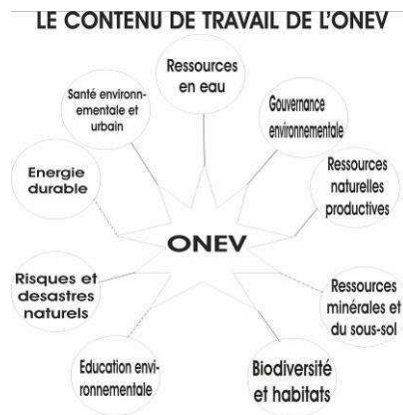 LE CONTENU DE TRAVAIL DE L'ONEV
Ressources
en eau
Santé environn-
ementale et
urbain
Gouvernance
environnementale
Energie
durable
Ressources
naturelles
productives
ONEV
Risques et
desastres
naturels
Ressources
minérales et
du sous-sol
Education envi-
ronnementale
Biodiversité
et habitats